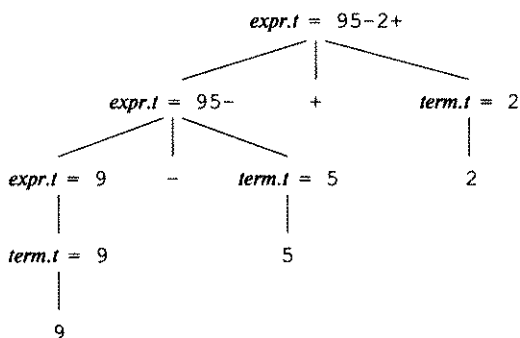 expr.t = 95-2+
expr.t = 95- + term.t = 2
expr.t = 9 - term.t = 5 2
term.t = 9 5
9